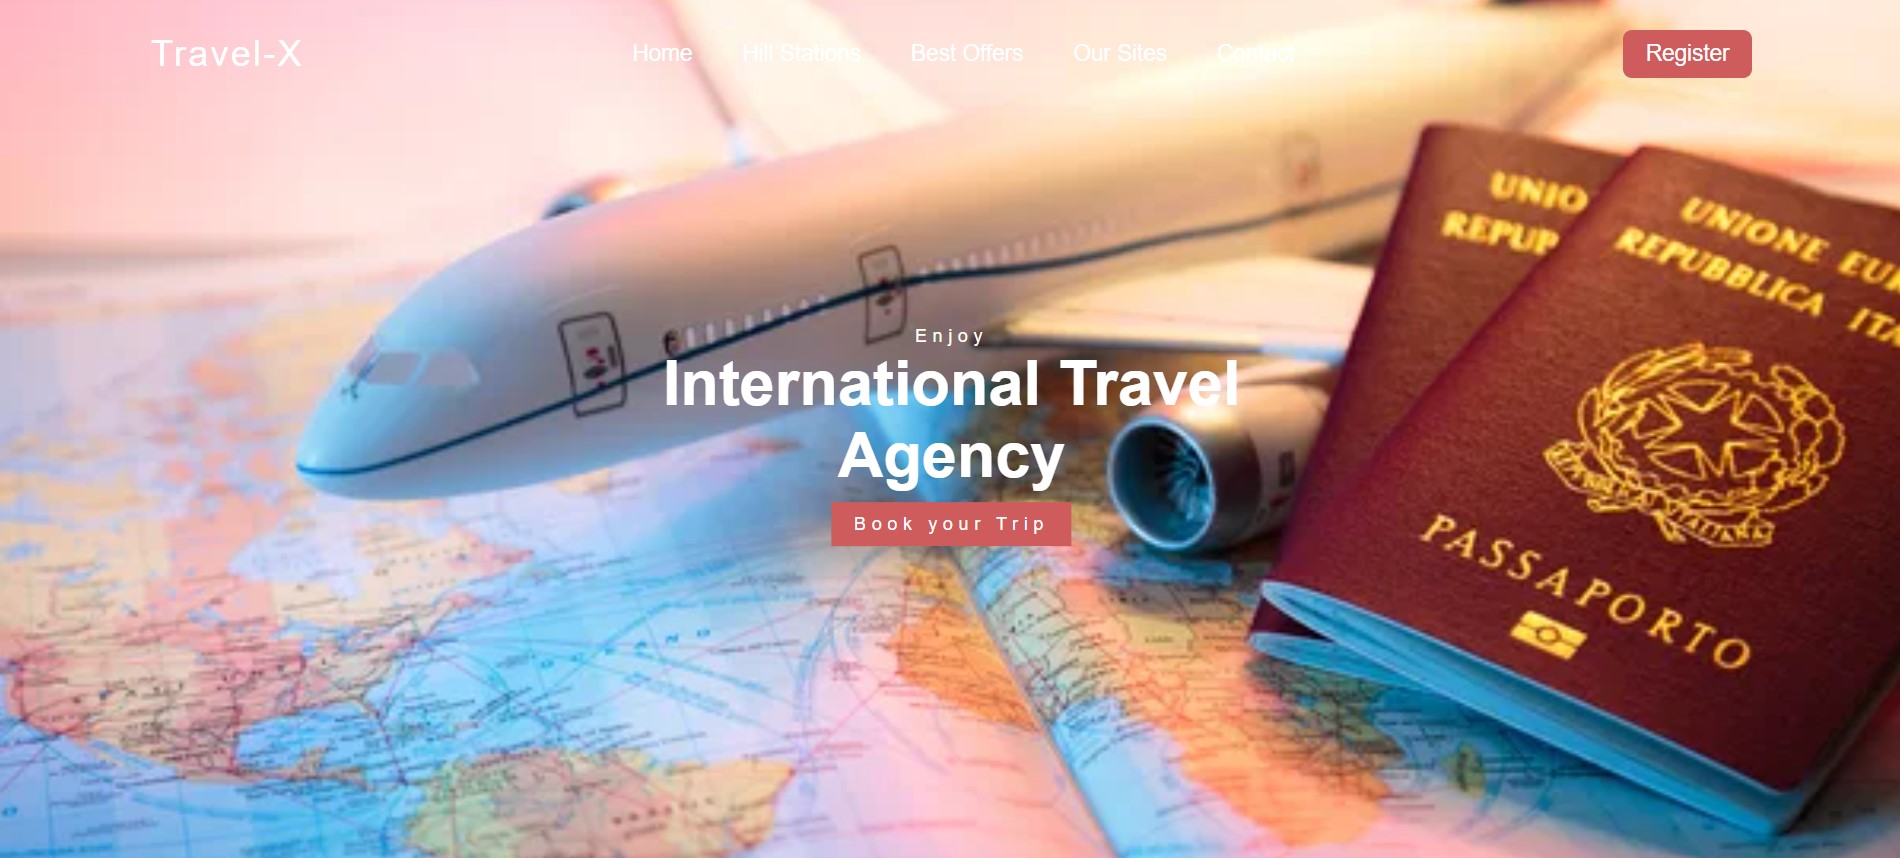 Travel-X
Home
Hill Stations
Best Offers
Our Sites
Contact
Register
UNIO
REPUB
UNIONE EUR
REPUBBLICA ITA
Enjoy
International Travel
Agency
Book your Trip
PASSAPORTO
OCEANO